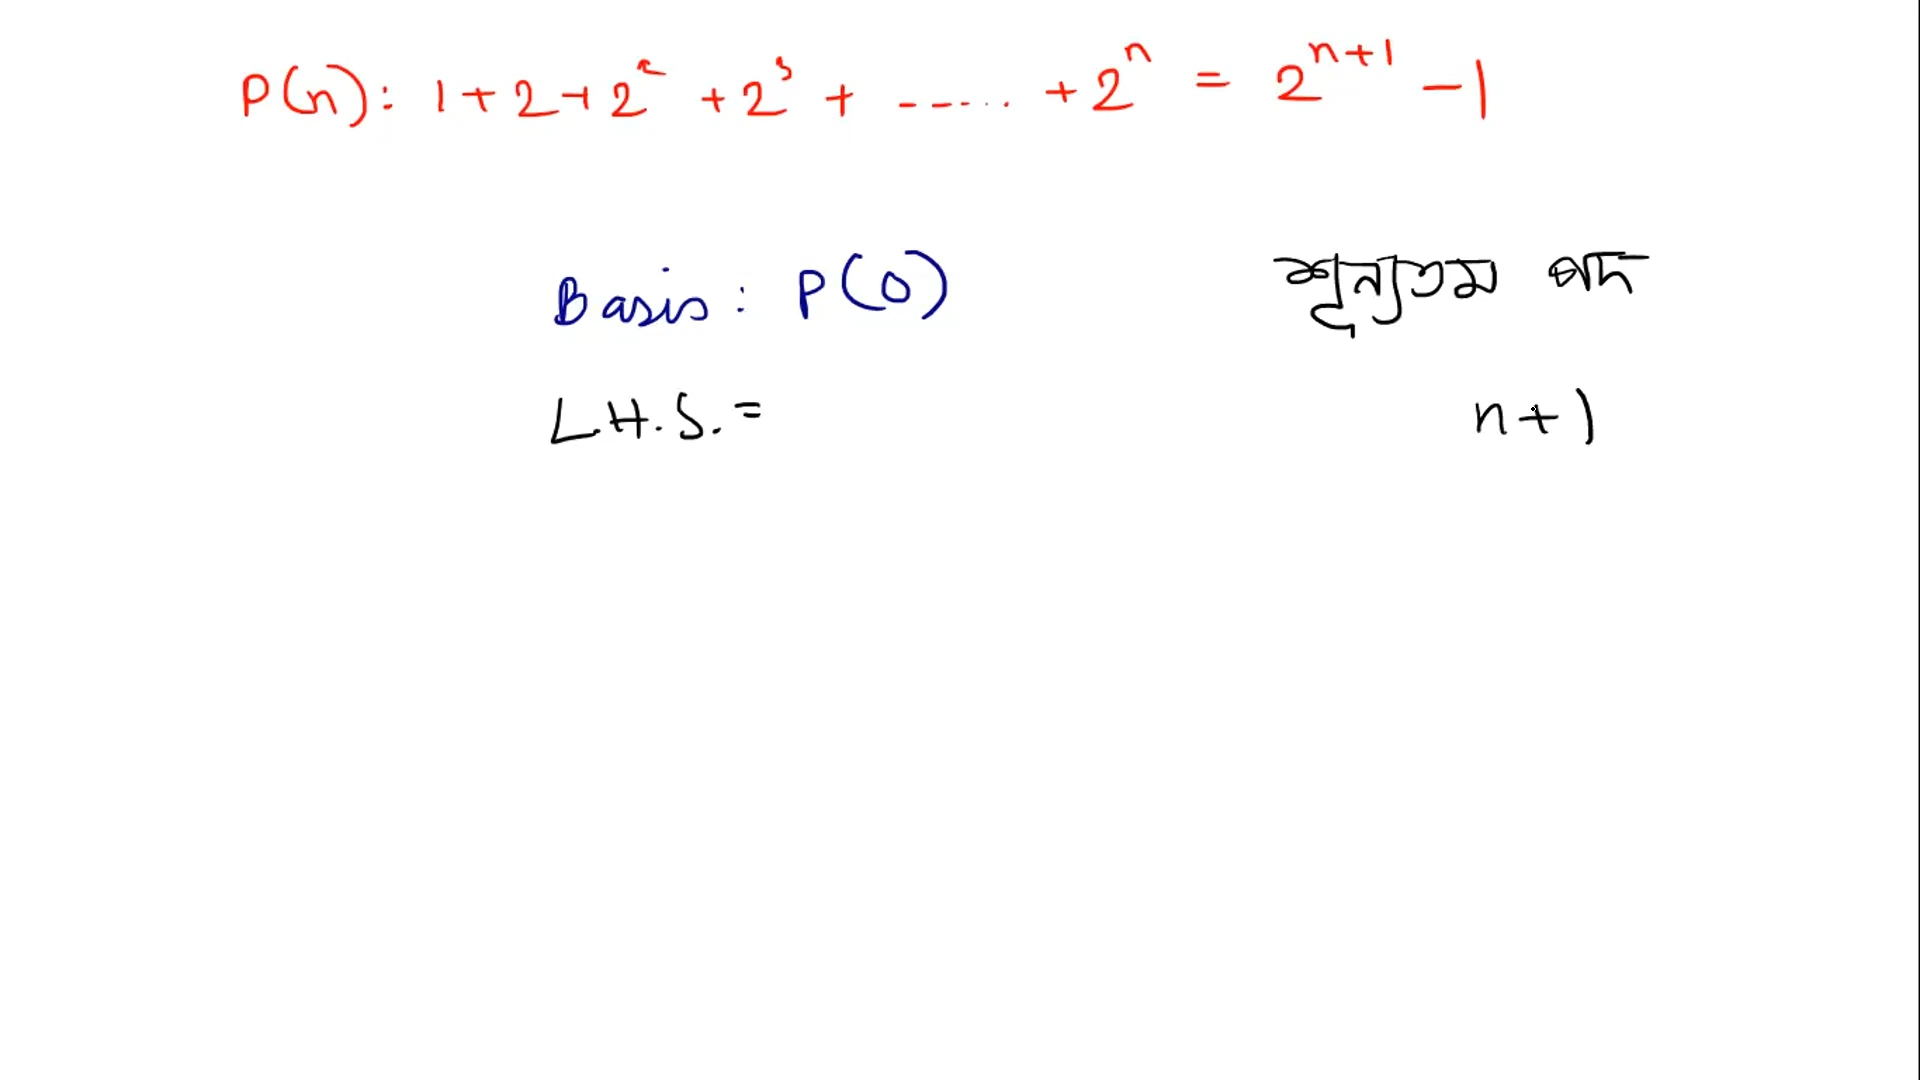 P(n): 1 + 2 + 2² + 2³ + ------ + 2ⁿ = 2ⁿ⁺¹ - 1
Basis: P(0) শূন্যতম পদ
L.H.S. = n+1